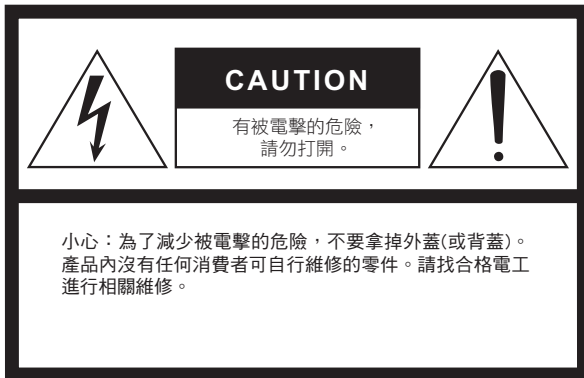 CAUTION
有被電擊的危險，
請勿打開。
小心：為了減少被電擊的危險，不要拿掉外蓋(或背蓋)。
產品內沒有任何消費者可自行維修的零件。請找合格電工
進行相關維修。